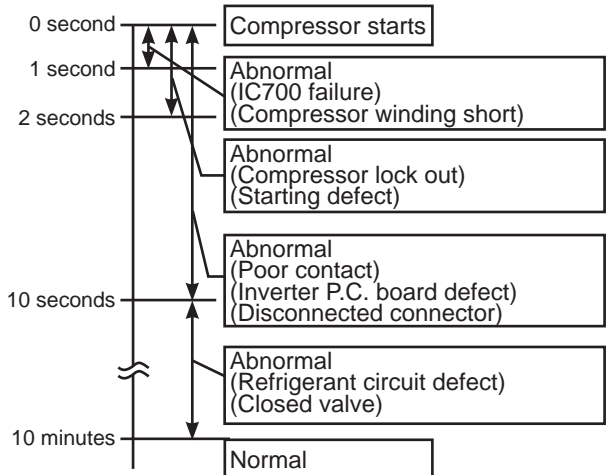 0 second
Compressor starts
1 second
Abnormal
(IC700 failure)
(Compressor winding short)
2 seconds
Abnormal
(Compressor lock out)
(Starting defect)
Abnormal
(Poor contact)
(Inverter P.C. board defect)
(Disconnected connector)
10 seconds
Abnormal
(Refrigerant circuit defect)
(Closed valve)
10 minutes
Normal